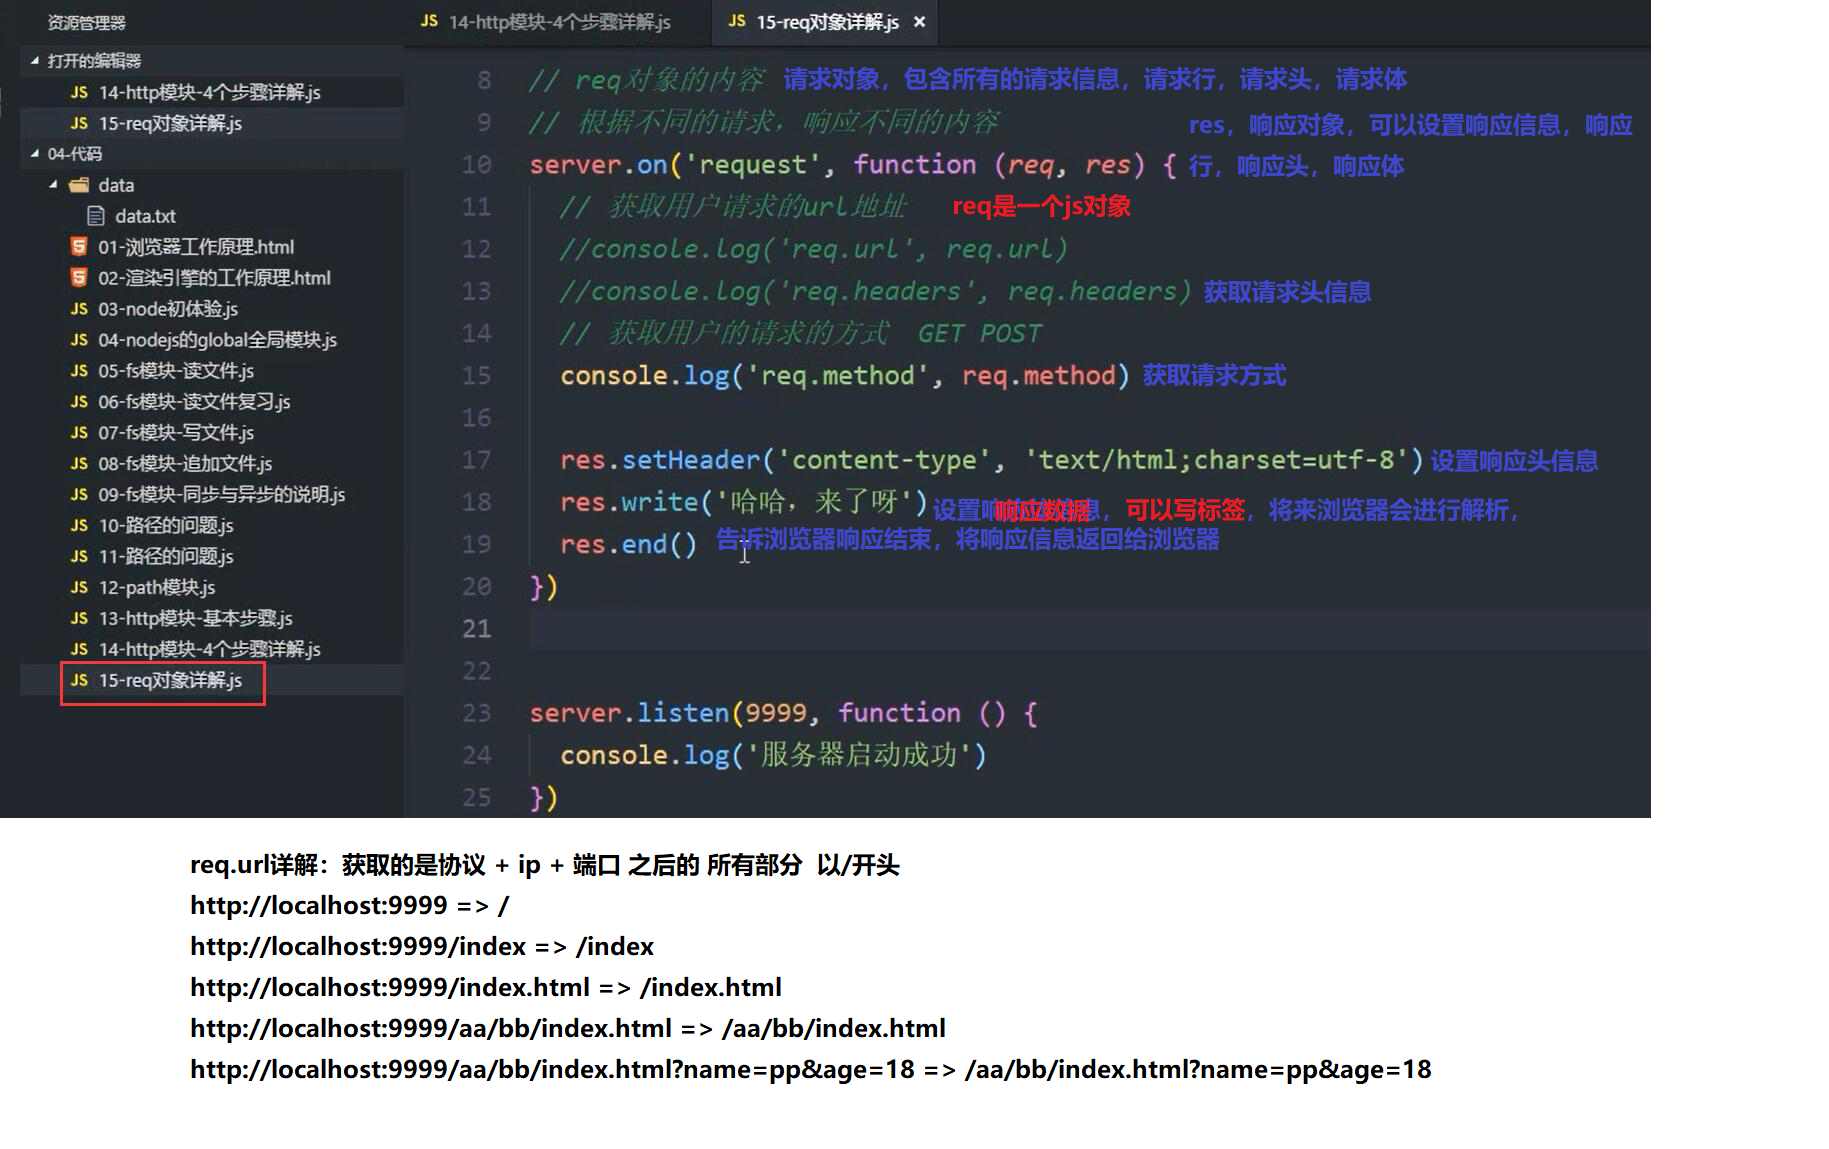 资源管理器
打开的编辑器
JS 14-http模块-4个步骤详解.js
JS 15-req对象详解.js
04-代码
data
data.txt
01-浏览器工作原理.html
02-渲染引擎的工作原理.html
JS 03-node初体验.js
JS 04-nodejs的global全局模块.js
JS 05-fs模块-读文件.js
JS 06-fs模块-读文件复习.js
JS 07-fs模块-写文件.js
JS 08-fs模块-追加文件.js
JS 09-fs模块-同步与异步的说明.js
JS 10-路径的问题.js
JS 11-路径的问题.js
JS 12-path模块.js
JS 13-http模块-基本步骤.js
JS 14-http模块-4个步骤详解.js
JS 15-req对象详解.js
JS 14-http模块-4个步骤详解.js JS 15-req对象详解.js ×
8 // req对象的内容 请求对象，包含所有的请求信息，请求行，请求头，请求体
9 // 根据不同的请求，响应不同的内容 res，响应对象，可以设置响应信息，响应
10 server.on('request', function (req, res) { 行，响应头，响应体
11 // 获取用户请求的url地址 req是一个js对象
12 //console.log('req.url', req.url)
13 //console.log('req.headers', req.headers) 获取请求头信息
14 // 获取用户的请求的方式 GET POST
15 console.log('req.method', req.method) 获取请求方式
16
17 res.setHeader('content-type', 'text/html;charset=utf-8') 设置响应头信息
18 res.write('哈哈，来了呀') 设置响应数据息，可以写标签，将来浏览器会进行解析，
19 res.end() 告诉浏览器响应结束，将响应信息返回给浏览器
20 })
21
22
23 server.listen(9999, function () {
24 console.log('服务器启动成功')
25 })
req.url详解：获取的是协议 + ip + 端口 之后的 所有部分 以/开头
http://localhost:9999 => /
http://localhost:9999/index => /index
http://localhost:9999/index.html => /index.html
http://localhost:9999/aa/bb/index.html => /aa/bb/index.html
http://localhost:9999/aa/bb/index.html?name=pp&age=18 => /aa/bb/index.html?name=pp&age=18